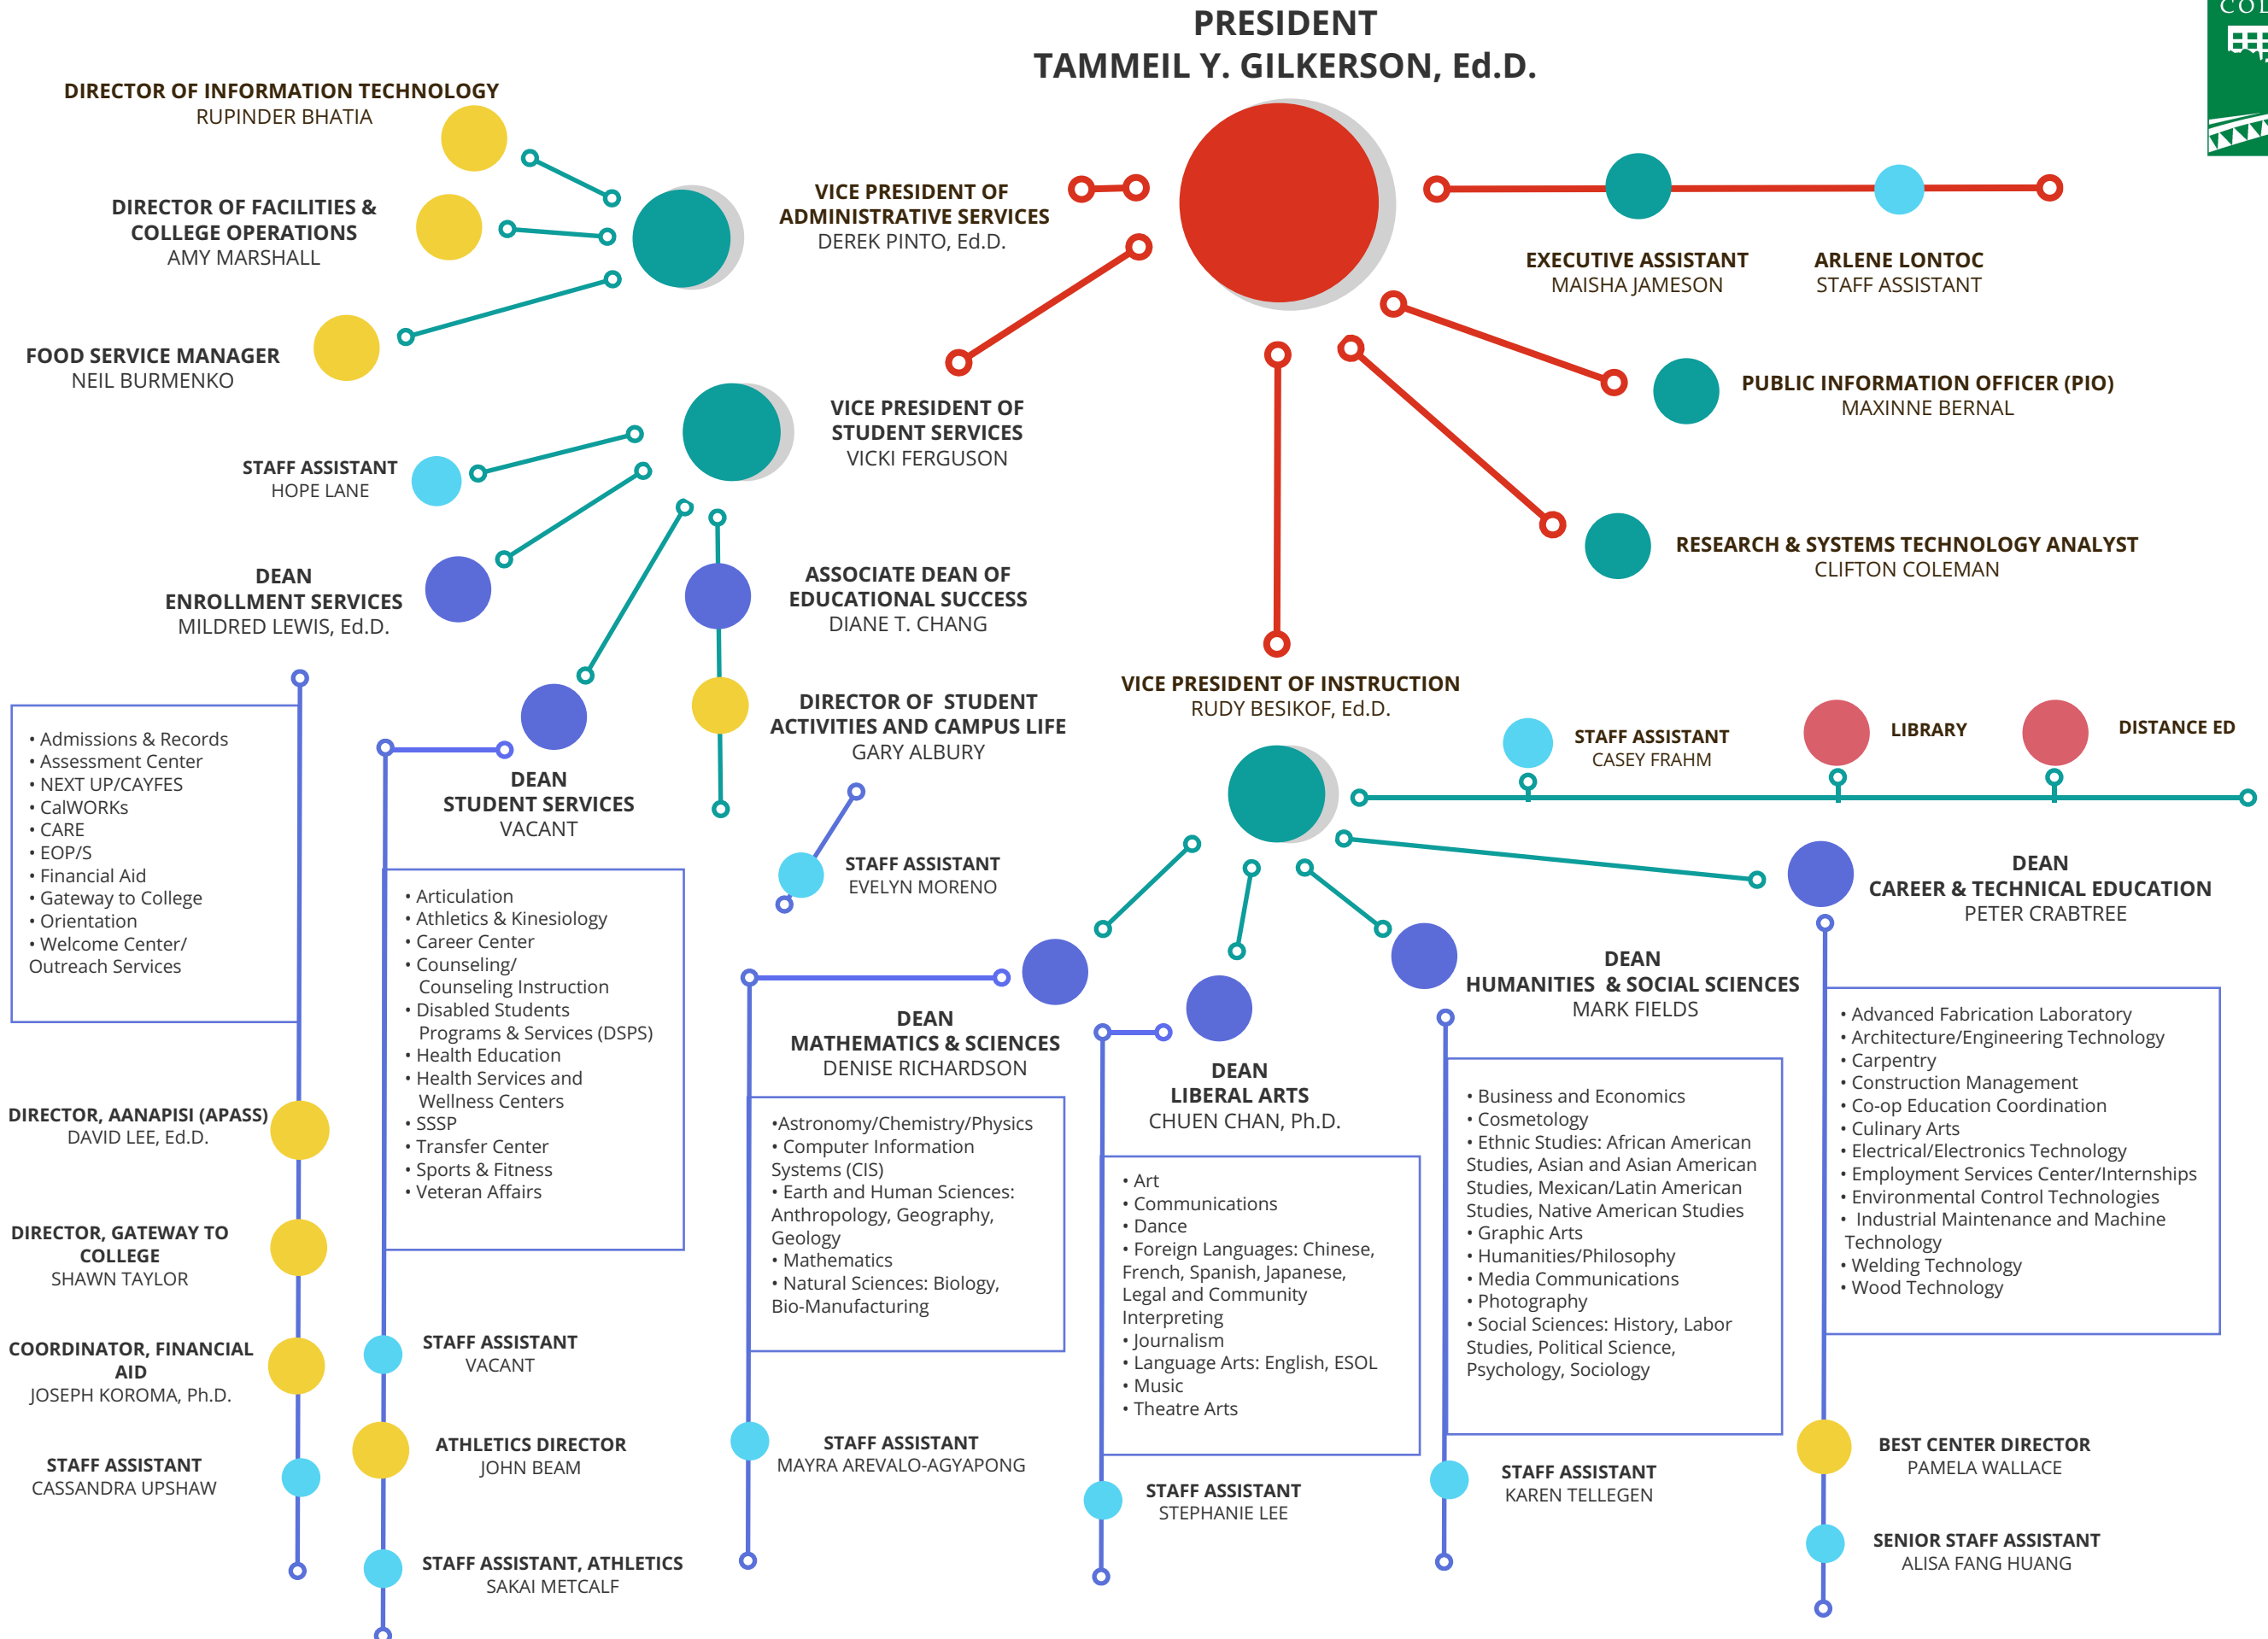 PRESIDENT
TAMMEIL Y. GILKERSON, Ed.D.
DIRECTOR OF INFORMATION TECHNOLOGY
RUPINDER BHATIA
DIRECTOR OF FACILITIES &
COLLEGE OPERATIONS
AMY MARSHALL
FOOD SERVICE MANAGER
NEIL BURMENKO
VICE PRESIDENT OF
ADMINISTRATIVE SERVICES
DEREK PINTO, Ed.D.
EXECUTIVE ASSISTANT
MAISHA JAMESON
ARLENE LONTOC
STAFF ASSISTANT
PUBLIC INFORMATION OFFICER (PIO)
MAXINNE BERNAL
RESEARCH & SYSTEMS TECHNOLOGY ANALYST
CLIFTON COLEMAN
VICE PRESIDENT OF
STUDENT SERVICES
VICKI FERGUSON
STAFF ASSISTANT
HOPE LANE
DEAN
ENROLLMENT SERVICES
MILDRED LEWIS, Ed.D.
• Admissions & Records
• Assessment Center
• NEXT UP/CAYFES
• CalWORKs
• CARE
• EOP/S
• Financial Aid
• Gateway to College
• Orientation
• Welcome Center/
Outreach Services
DIRECTOR, AANAPISI (APASS)
DAVID LEE, Ed.D.
DIRECTOR, GATEWAY TO
COLLEGE
SHAWN TAYLOR
COORDINATOR, FINANCIAL
AID
JOSEPH KOROMA, Ph.D.
STAFF ASSISTANT
CASSANDRA UPSHAW
DEAN
STUDENT SERVICES
VACANT
• Articulation
• Athletics & Kinesiology
• Career Center
• Counseling/
Counseling Instruction
• Disabled Students
Programs & Services (DSPS)
• Health Education
• Health Services and
Wellness Centers
• SSSP
• Transfer Center
• Sports & Fitness
• Veteran Affairs
STAFF ASSISTANT
VACANT
ATHLETICS DIRECTOR
JOHN BEAM
STAFF ASSISTANT, ATHLETICS
SAKAI METCALF
ASSOCIATE DEAN OF
EDUCATIONAL SUCCESS
DIANE T. CHANG
DIRECTOR OF STUDENT
ACTIVITIES AND CAMPUS LIFE
GARY ALBURY
STAFF ASSISTANT
EVELYN MORENO
VICE PRESIDENT OF INSTRUCTION
RUDY BESIKOF, Ed.D.
STAFF ASSISTANT
CASEY FRAHM
LIBRARY
DISTANCE ED
DEAN
MATHEMATICS & SCIENCES
DENISE RICHARDSON
•Astronomy/Chemistry/Physics
• Computer Information
Systems (CIS)
• Earth and Human Sciences:
Anthropology, Geography,
Geology
• Mathematics
• Natural Sciences: Biology,
Bio-Manufacturing
STAFF ASSISTANT
MAYRA AREVALO-AGYAPONG
DEAN
LIBERAL ARTS
CHUEN CHAN, Ph.D.
• Art
• Communications
• Dance
• Foreign Languages: Chinese,
French, Spanish, Japanese,
Legal and Community
Interpreting
• Journalism
• Language Arts: English, ESOL
• Music
• Theatre Arts
STAFF ASSISTANT
STEPHANIE LEE
DEAN
HUMANITIES & SOCIAL SCIENCES
MARK FIELDS
• Business and Economics
• Cosmetology
• Ethnic Studies: African American
Studies, Asian and Asian American
Studies, Mexican/Latin American
Studies, Native American Studies
• Graphic Arts
• Humanities/Philosophy
• Media Communications
• Photography
• Social Sciences: History, Labor
Studies, Political Science,
Psychology, Sociology
STAFF ASSISTANT
KAREN TELLEGEN
DEAN
CAREER & TECHNICAL EDUCATION
PETER CRABTREE
• Advanced Fabrication Laboratory
• Architecture/Engineering Technology
• Carpentry
• Construction Management
• Co-op Education Coordination
• Culinary Arts
• Electrical/Electronics Technology
• Employment Services Center/Internships
• Environmental Control Technologies
• Industrial Maintenance and Machine
Technology
• Welding Technology
• Wood Technology
BEST CENTER DIRECTOR
PAMELA WALLACE
SENIOR STAFF ASSISTANT
ALISA FANG HUANG